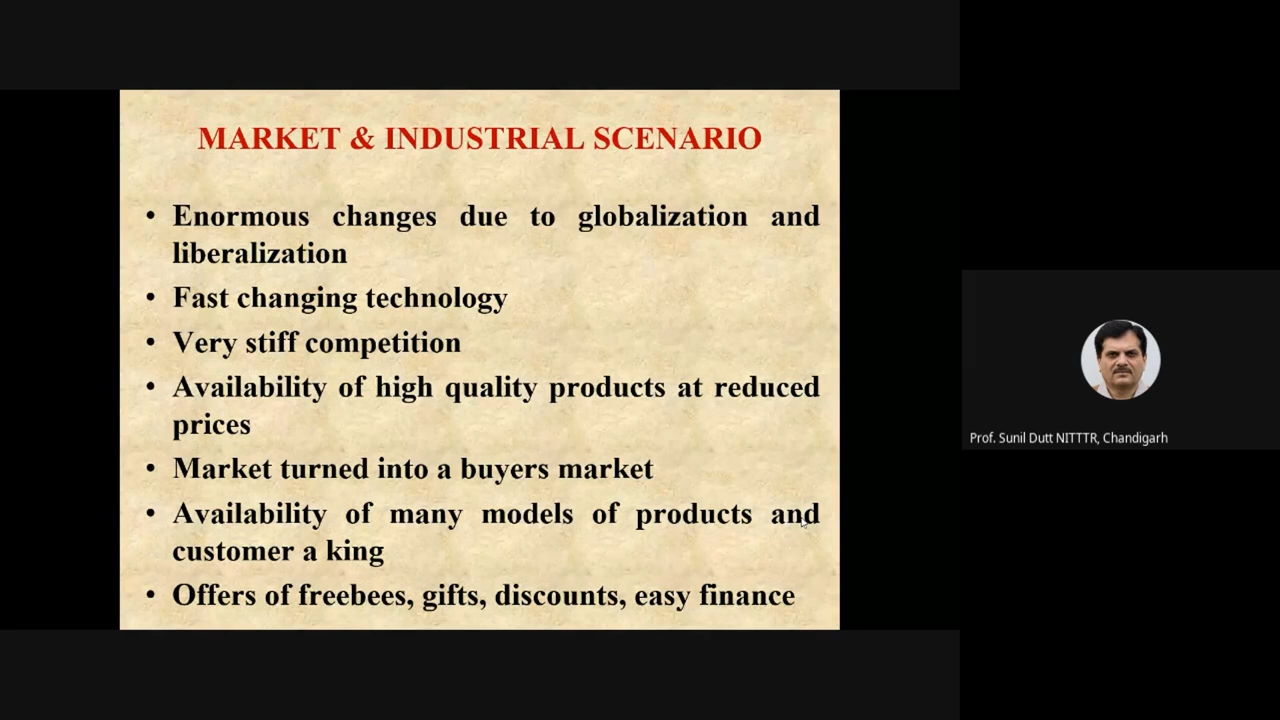 MARKET & INDUSTRIAL SCENARIO
• Enormous changes due to globalization and
liberalization
• Fast changing technology
• Very stiff competition
• Availability of high quality products at reduced
prices
• Market turned into a buyers market
• Availability of many models of products and
customer a king
• Offers of freebees, gifts, discounts, easy finance
Prof. Sunil Dutt NITTTR, Chandigarh